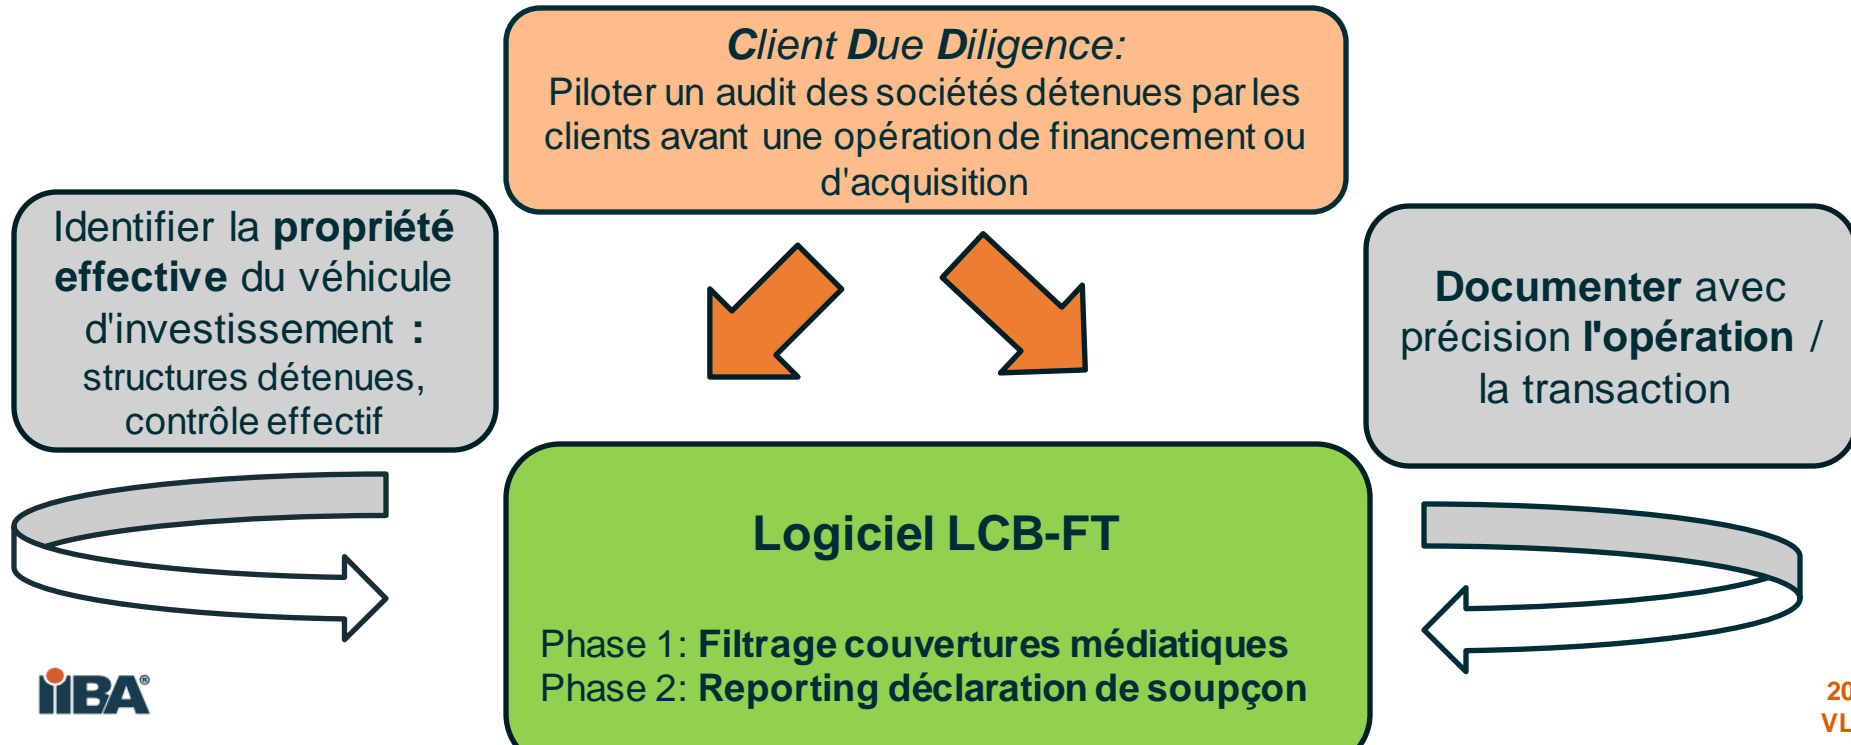 Client Due Diligence:
Piloter un audit des sociétés détenues par les
clients avant une opération de financement ou
d'acquisition
Identifier la propriété
effective du véhicule
d'investissement :
structures détenues,
contrôle effectif
Documenter avec
précision l'opération /
la transaction
Logiciel LCB-FT
Phase 1: Filtrage couvertures médiatiques
Phase 2: Reporting déclaration de soupçon
iiBA®
20
VL